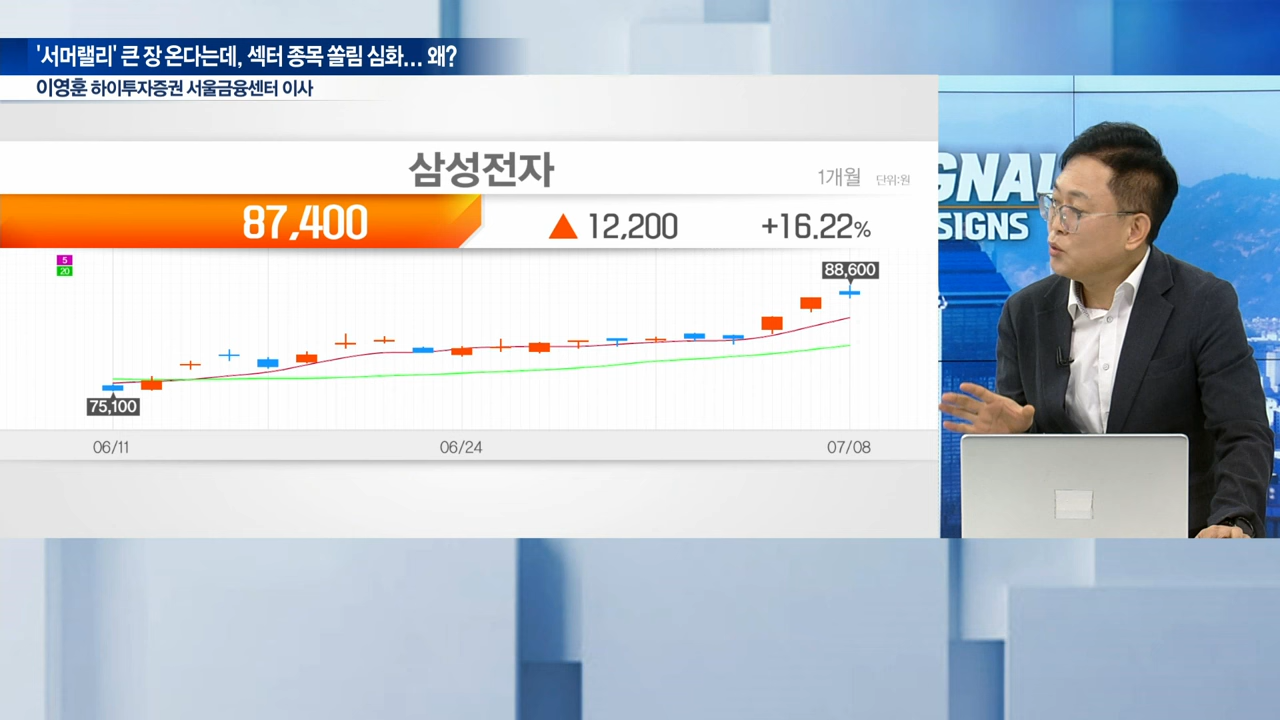 '서머랠리' 큰 장 온다는데, 섹터 종목 쏠림 심화... 왜?
이영훈 하이투자증권 서울금융센터 이사
삼성전자
1개월 단위:원
87,400 ▲ 12,200 +16.22%
5
20
88,600
75,100
06/11 06/24 07/08
GNAL
SIGNS